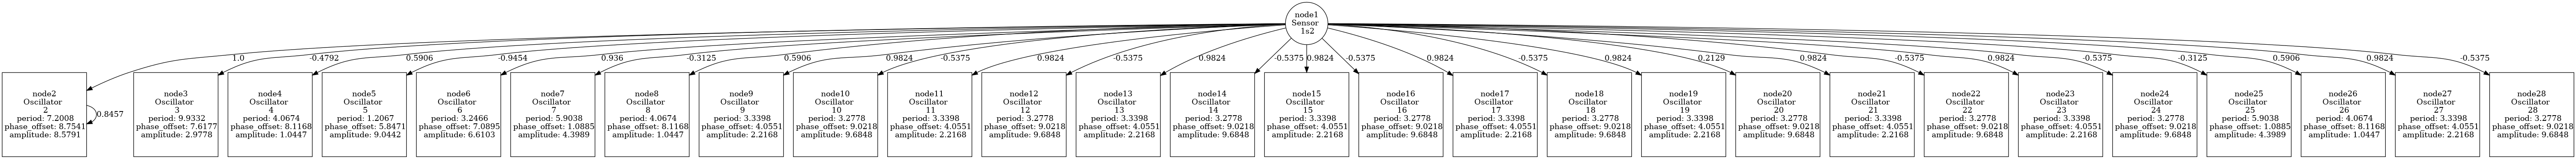 node1
Sensor
1s2
1.0
-0.4792
0.5906
-0.9454
0.936
-0.3125
0.5906
0.9824
-0.5375
0.9824
-0.5375
0.9824
-0.5375
0.9824
-0.5375
0.9824
-0.5375
0.9824
0.2129
0.9824
-0.5375
0.9824
-0.5375
0.9824
-0.3125
0.5906
0.9824
-0.5375
0.8457
node2
Oscillator
2
period: 7.2008
phase_offset: 8.7541
amplitude: 8.5791
node3
Oscillator
3
period: 9.9332
phase_offset: 7.6177
amplitude: 2.9778
node4
Oscillator
4
period: 4.0674
phase_offset: 8.1168
amplitude: 1.0447
node5
Oscillator
5
period: 1.2067
phase_offset: 5.8471
amplitude: 9.0442
node6
Oscillator
6
period: 3.2466
phase_offset: 7.0895
amplitude: 6.6103
node7
Oscillator
7
period: 5.9038
phase_offset: 1.0885
amplitude: 4.3989
node8
Oscillator
8
period: 4.0674
phase_offset: 8.1168
amplitude: 1.0447
node9
Oscillator
9
period: 3.3398
phase_offset: 4.0551
amplitude: 2.2168
node10
Oscillator
10
period: 3.2778
phase_offset: 9.0218
amplitude: 9.6848
node11
Oscillator
11
period: 3.3398
phase_offset: 4.0551
amplitude: 2.2168
node12
Oscillator
12
period: 3.2778
phase_offset: 9.0218
amplitude: 9.6848
node13
Oscillator
13
period: 3.3398
phase_offset: 4.0551
amplitude: 2.2168
node14
Oscillator
14
period: 3.2778
phase_offset: 9.0218
amplitude: 9.6848
node15
Oscillator
15
period: 3.3398
phase_offset: 4.0551
amplitude: 2.2168
node16
Oscillator
16
period: 3.2778
phase_offset: 9.0218
amplitude: 9.6848
node17
Oscillator
17
period: 3.3398
phase_offset: 4.0551
amplitude: 2.2168
node18
Oscillator
18
period: 3.2778
phase_offset: 9.0218
amplitude: 9.6848
node19
Oscillator
19
period: 3.3398
phase_offset: 4.0551
amplitude: 2.2168
node20
Oscillator
20
period: 3.2778
phase_offset: 9.0218
amplitude: 9.6848
node21
Oscillator
21
period: 3.3398
phase_offset: 4.0551
amplitude: 2.2168
node22
Oscillator
22
period: 3.2778
phase_offset: 9.0218
amplitude: 9.6848
node23
Oscillator
23
period: 3.3398
phase_offset: 4.0551
amplitude: 2.2168
node24
Oscillator
24
period: 3.2778
phase_offset: 9.0218
amplitude: 9.6848
node25
Oscillator
25
period: 5.9038
phase_offset: 1.0885
amplitude: 4.3989
node26
Oscillator
26
period: 4.0674
phase_offset: 8.1168
amplitude: 1.0447
node27
Oscillator
27
period: 3.3398
phase_offset: 4.0551
amplitude: 2.2168
node28
Oscillator
28
period: 3.2778
phase_offset: 9.0218
amplitude: 9.6848